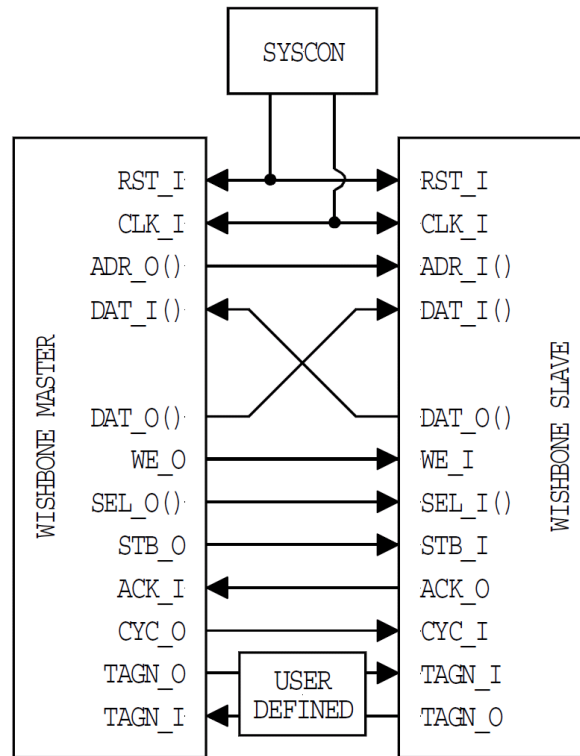 SYSCON
WISHBONE MASTER
RST_I
CLK_I
ADR_O()
DAT_I()
DAT_O()
WE_O
SEL_O()
STB_O
ACK_I
CYC_O
TAGN_O
TAGN_I
USER
DEFINED
RST_I
CLK_I
ADR_I()
DAT_I()
DAT_O()
WE_I
SEL_I()
STB_I
ACK_O
CYC_I
TAGN_I
TAGN_O
WISHBONE SLAVE